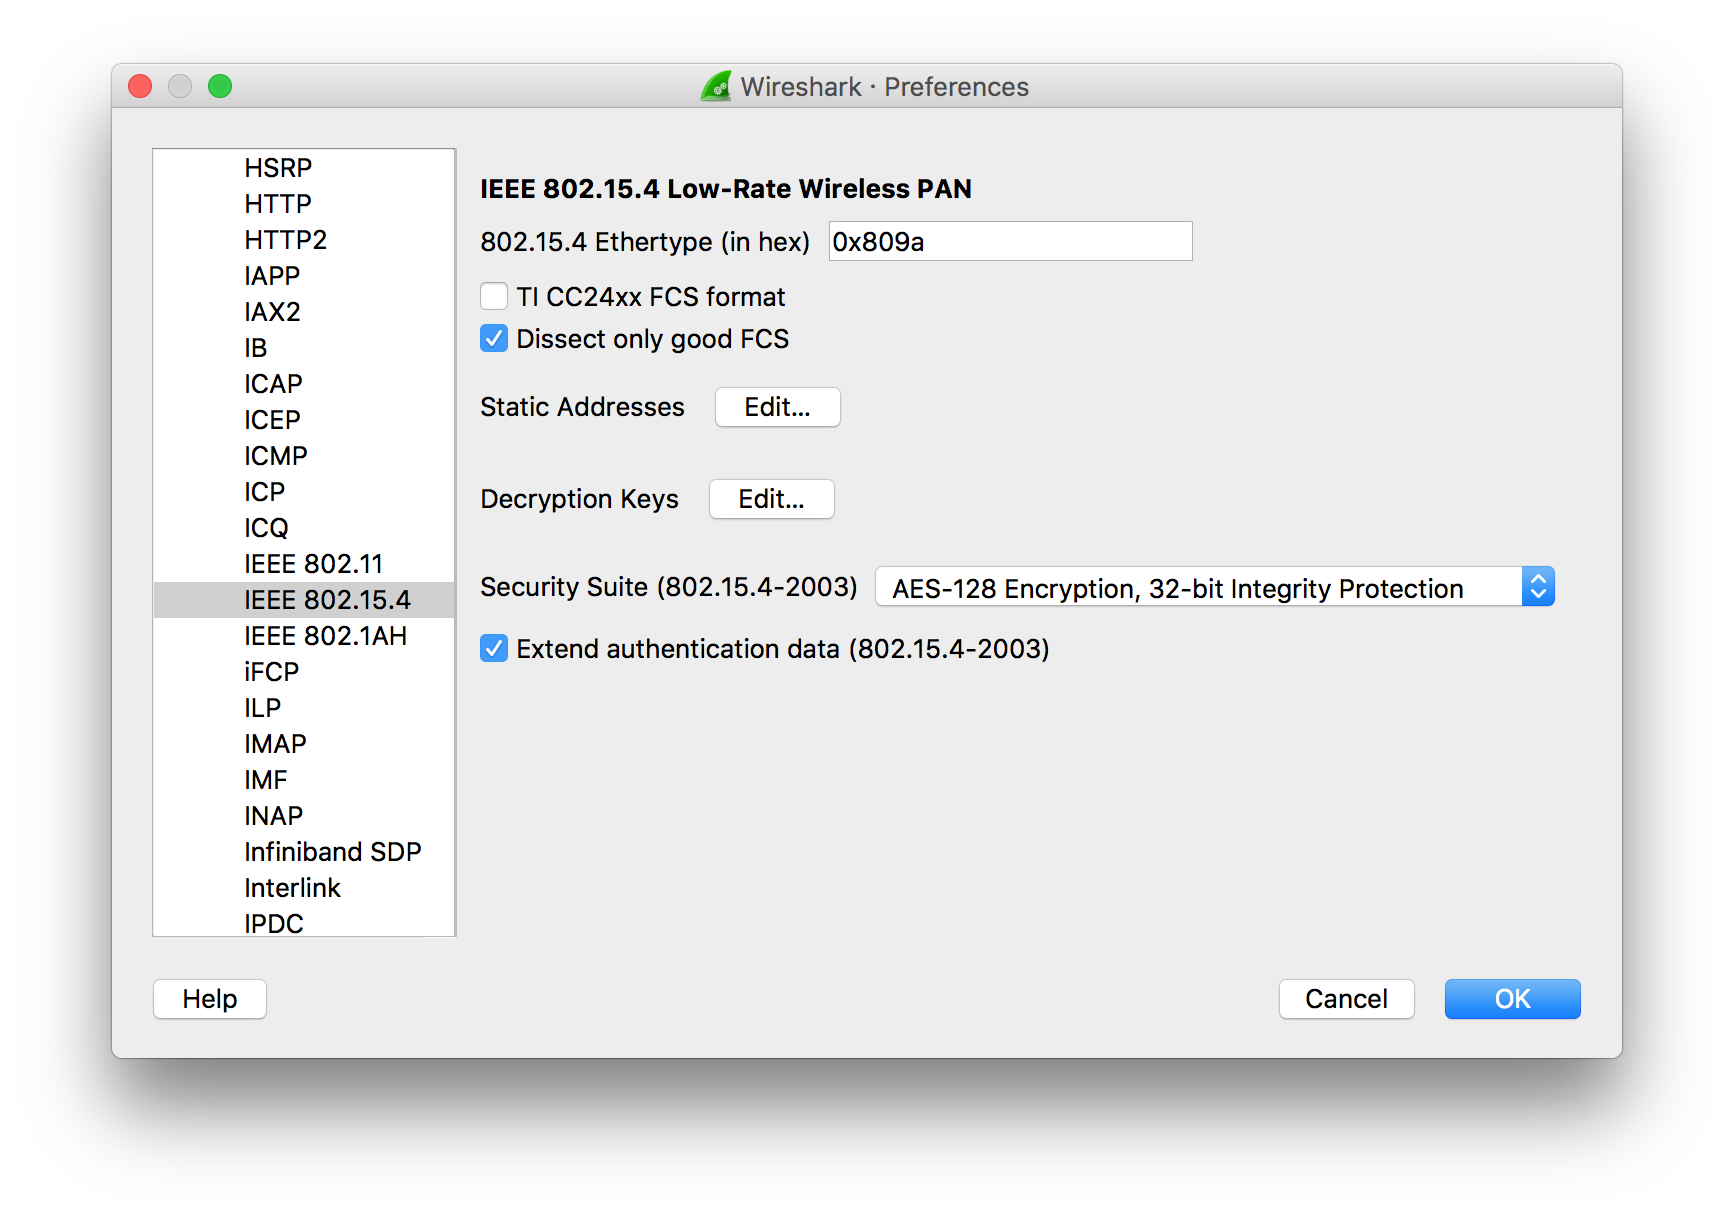 Wireshark · Preferences
HSRP
HTTP
HTTP2
IAPP
IAX2
IB
ICAP
ICEP
ICMP
ICP
ICQ
IEEE 802.11
IEEE 802.15.4
IEEE 802.1AH
iFCP
ILP
IMAP
IMF
INAP
Infiniband SDP
Interlink
IPDC
IEEE 802.15.4 Low-Rate Wireless PAN
802.15.4 Ethertype (in hex) 0x809a
TI CC24xx FCS format
Dissect only good FCS
Static Addresses Edit...
Decryption Keys Edit...
Security Suite (802.15.4-2003) AES-128 Encryption, 32-bit Integrity Protection
Extend authentication data (802.15.4-2003)
Help Cancel OK